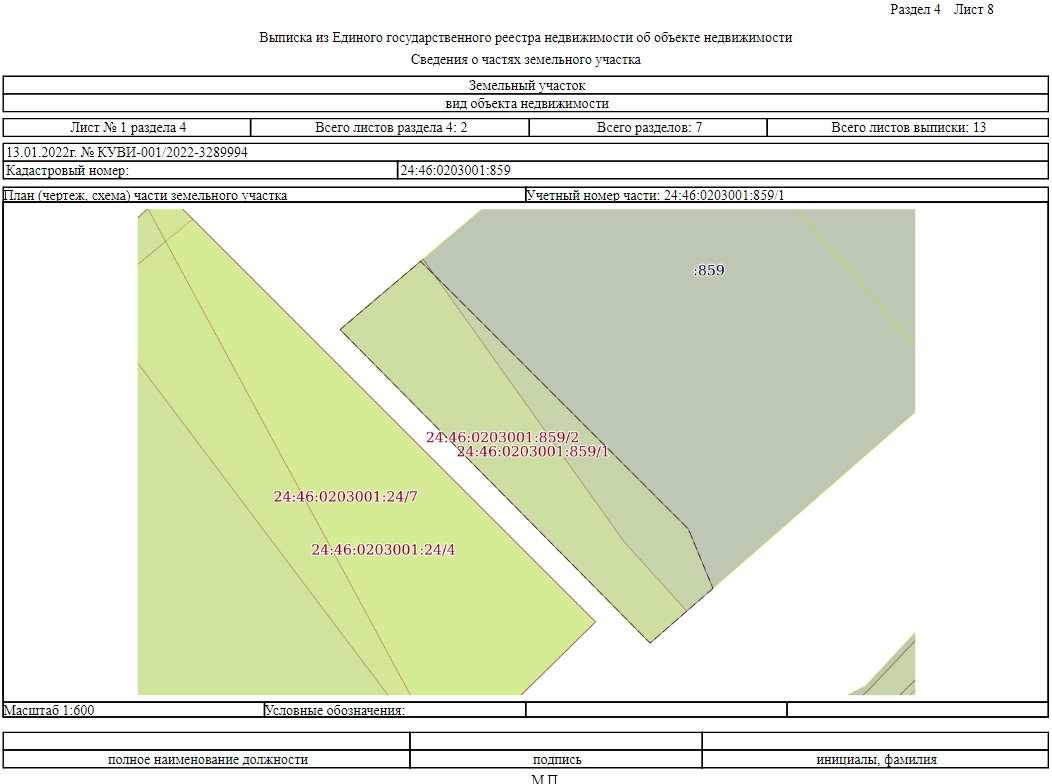 Раздел 4 Лист 8
Выписка из Единого государственного реестра недвижимости об объекте недвижимости
Сведения о частях земельного участка
Земельный участок
вид объекта недвижимости
Лист № 1 раздела 4 Всего листов раздела 4: 2 Всего разделов: 7 Всего листов выписки: 13
13.01.2022г. № КУВИ-001/2022-3289994
Кадастровый номер: 24:46:0203001:859
План (чертеж, схема) части земельного участка Учетный номер части: 24:46:0203001:859/1
:859
24:46:0203001:859/2
24:46:0203001:859/1
24:46:0203001:24/7
24:46:0203001:24/4
Масштаб 1:600 Условные обозначения:
полное наименование должности подпись инициалы, фамилия
М.П.